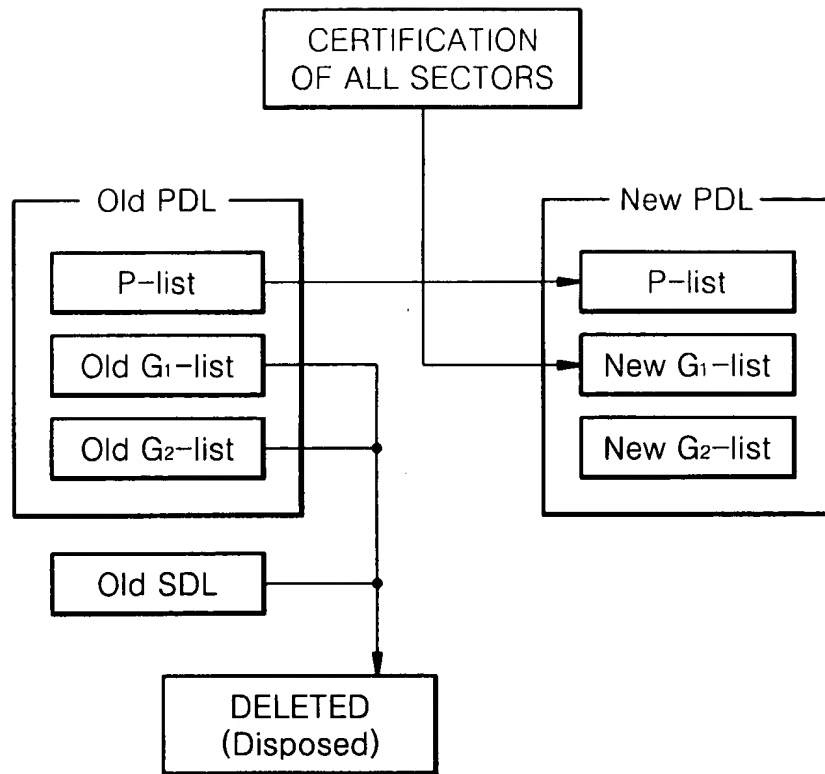 CERTIFICATION
OF ALL SECTORS
Old PDL
New PDL
P-list
P-list
Old G₁-list
New G₁-list
Old G₂-list
New G₂-list
Old SDL
DELETED
(Disposed)